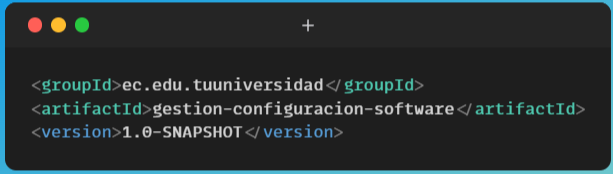 <groupId>ec.edu.tuuniversidad</groupId>
<artifactId>gestion-configuracion-software</artifactId>
<version>1.0-SNAPSHOT</version>